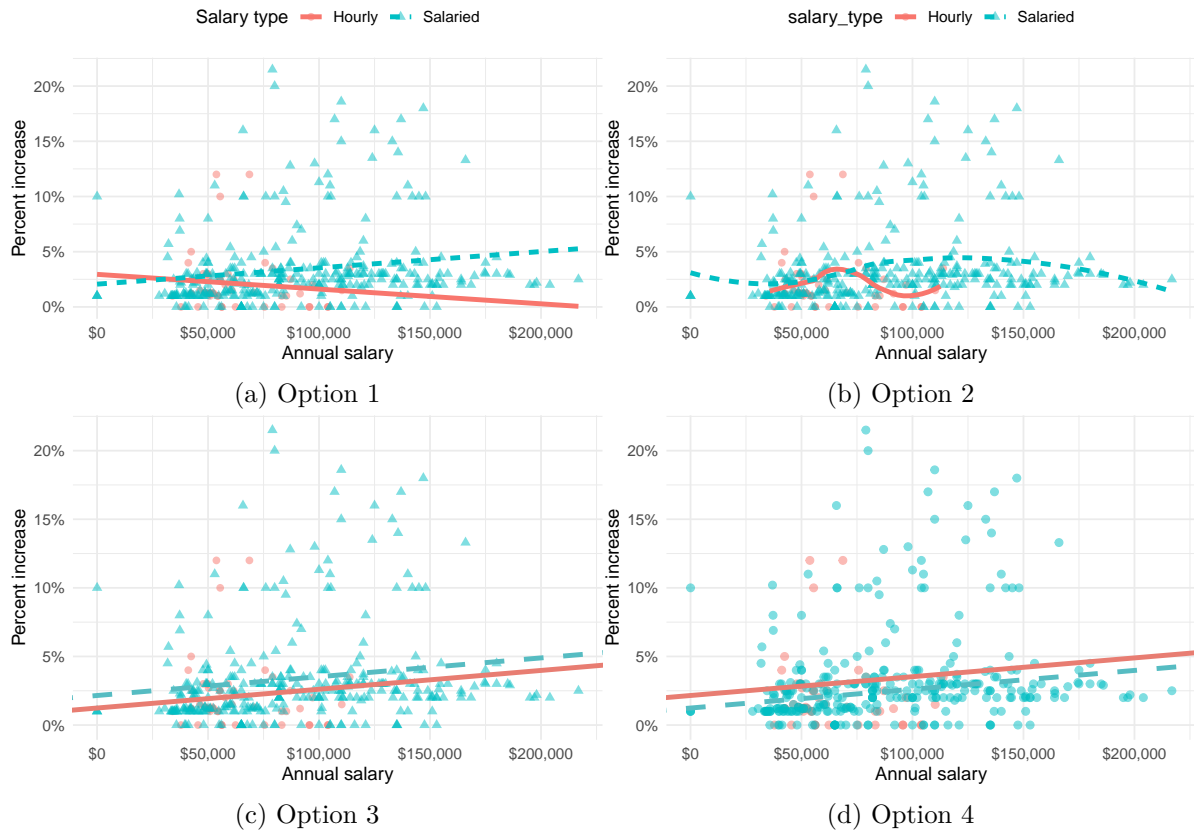 Salary type Hourly Salaried
Percent increase
20%
15%
10%
5%
0%
$0 $50,000 $100,000 $150,000 $200,000
Annual salary
(a) Option 1
salary_type Hourly Salaried
Percent increase
20%
15%
10%
5%
0%
$0 $50,000 $100,000 $150,000 $200,000
Annual salary
(b) Option 2
Percent increase
20%
15%
10%
5%
0%
$0 $50,000 $100,000 $150,000 $200,000
Annual salary
(c) Option 3
Percent increase
20%
15%
10%
5%
0%
$0 $50,000 $100,000 $150,000 $200,000
Annual salary
(d) Option 4